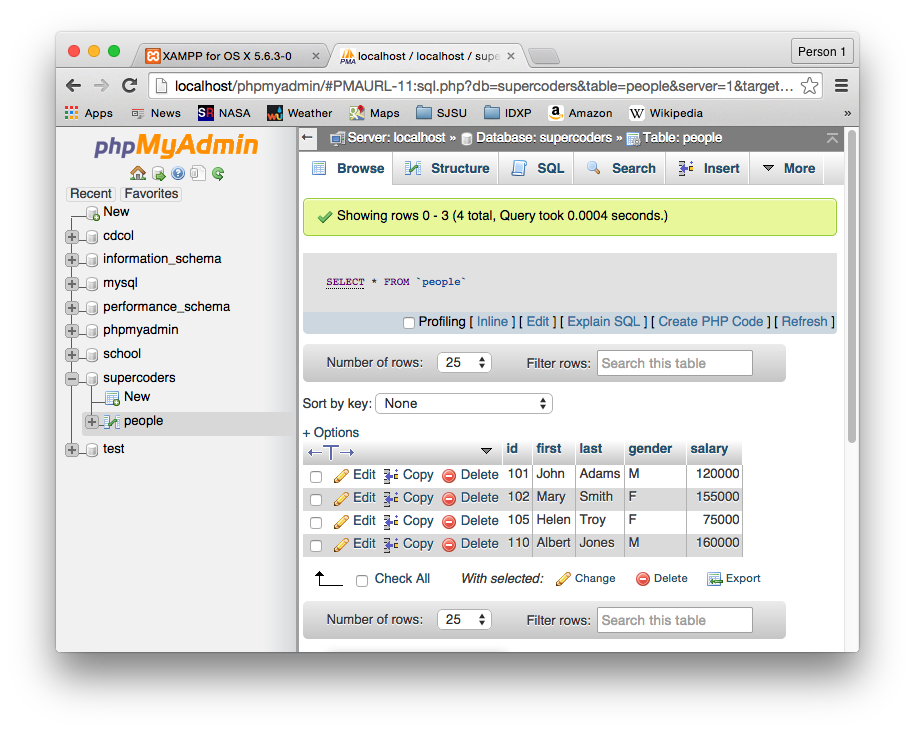 XAMPP for OS X 5.6.3-0
localhost / localhost / supe
Person 1
localhost/phpmyadmin/#PMAURL-11:sql.php?db=supercoders&table=people&server=1&target...
Apps News NASA Weather Maps SJSU IDXP Amazon Wikipedia »
phpMyAdmin
Recent Favorites
New
cdcol
information_schema
mysql
performance_schema
phpmyadmin
school
supercoders
New
people
test
Server: localhost » Database: supercoders » Table: people
Browse Structure SQL Search Insert More
Showing rows 0 - 3 (4 total, Query took 0.0004 seconds.)
SELECT * FROM `people`
Profiling [ Inline ] [ Edit ] [ Explain SQL ] [ Create PHP Code ] [ Refresh ]
Number of rows: 25 Filter rows: Search this table
Sort by key: None
+ Options
←T→ id first last gender salary
Edit Copy Delete 101 John Adams M 120000
Edit Copy Delete 102 Mary Smith F 155000
Edit Copy Delete 105 Helen Troy F 75000
Edit Copy Delete 110 Albert Jones M 160000
Check All With selected: Change Delete Export
Number of rows: 25 Filter rows: Search this table